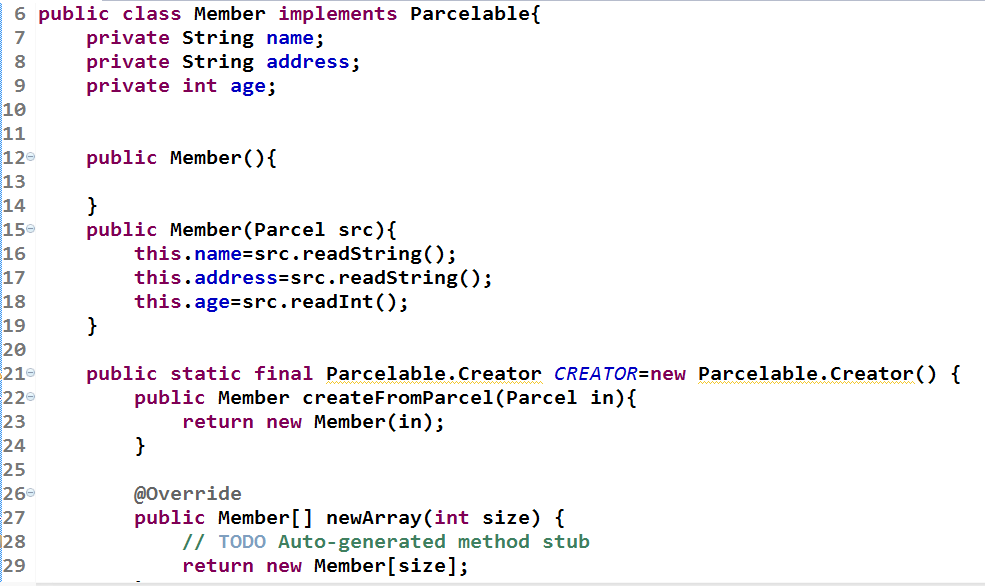 6 public class Member implements Parcelable{
7     private String name;
8     private String address;
9     private int age;
10
11
12     public Member(){
13
14     }
15     public Member(Parcel src){
16         this.name=src.readString();
17         this.address=src.readString();
18         this.age=src.readInt();
19     }
20
21     public static final Parcelable.Creator CREATOR=new Parcelable.Creator() {
22         public Member createFromParcel(Parcel in){
23             return new Member(in);
24         }
25
26         @Override
27         public Member[] newArray(int size) {
28             // TODO Auto-generated method stub
29             return new Member[size];